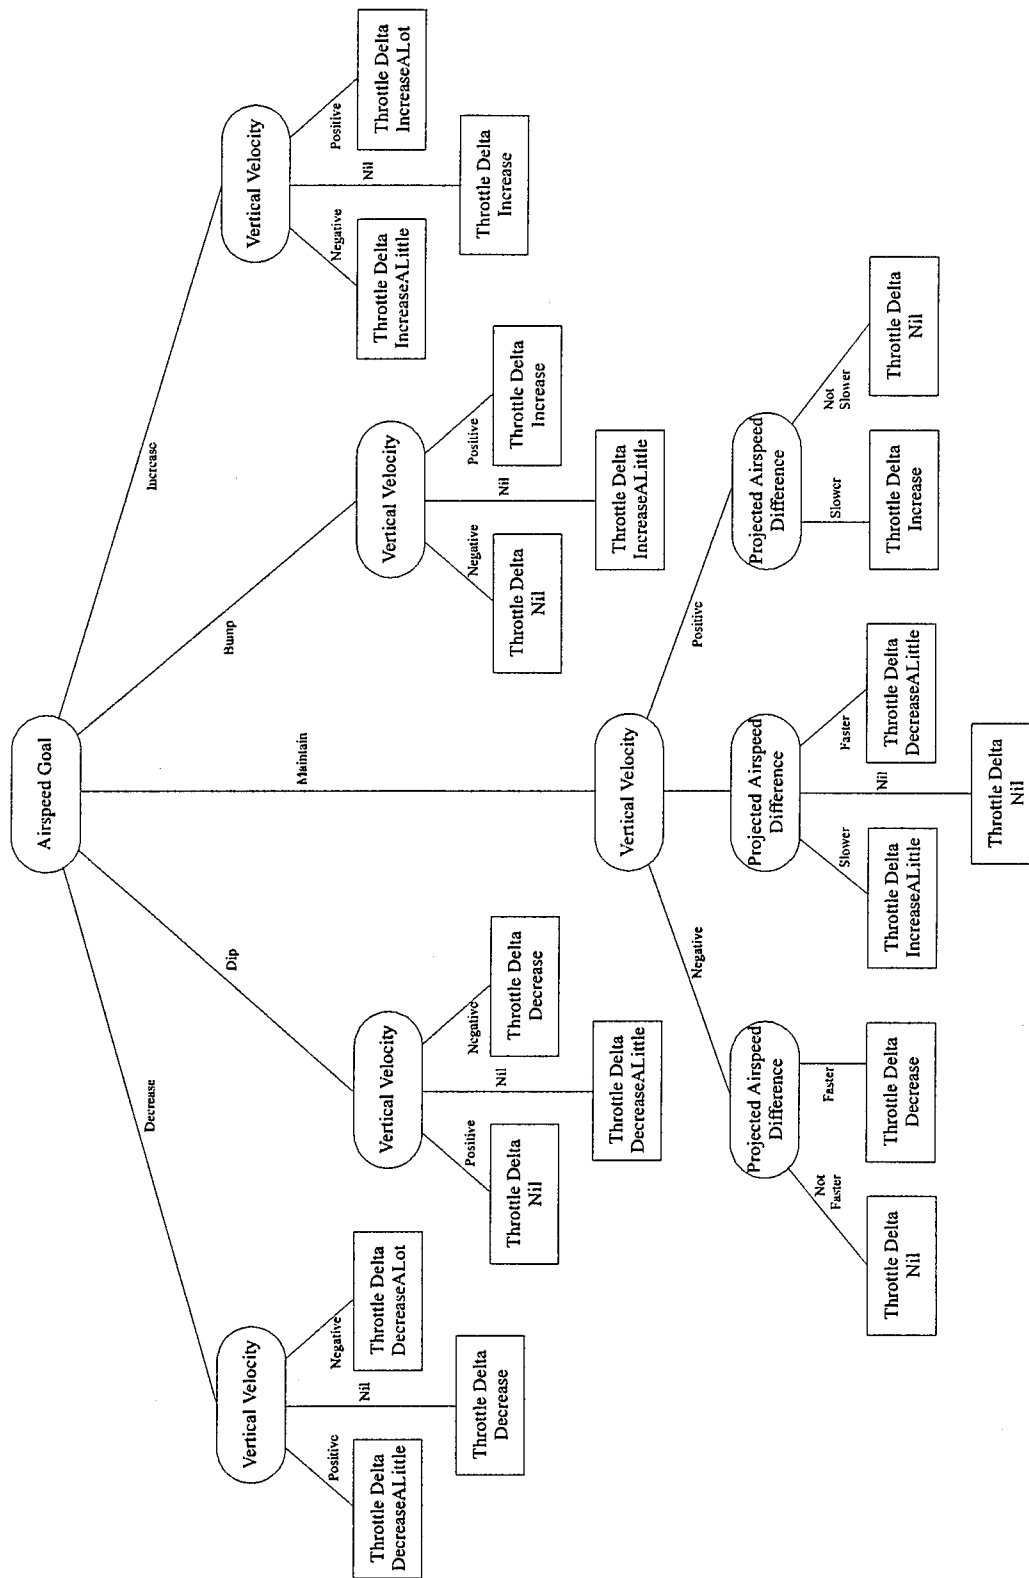 Airspeed Goal
Decrease
Dip
Maintain
Bump
Increase
Vertical Velocity
Positive
Nil
Negative
Throttle Delta
DecreaseALittle
Throttle Delta
Decrease
Throttle Delta
DecreaseALot
Vertical Velocity
Positive
Nil
Negative
Throttle Delta
Nil
Throttle Delta
DecreaseALittle
Throttle Delta
Decrease
Vertical Velocity
Negative
Positive
Projected Airspeed
Difference
Not
Faster
Faster
Throttle Delta
Nil
Throttle Delta
Decrease
Projected Airspeed
Difference
Slower
Nil
Faster
Throttle Delta
IncreaseALittle
Throttle Delta
Nil
Throttle Delta
DecreaseALittle
Projected Airspeed
Difference
Slower
Not
Slower
Throttle Delta
Increase
Throttle Delta
Nil
Vertical Velocity
Negative
Nil
Positive
Throttle Delta
Nil
Throttle Delta
IncreaseALittle
Throttle Delta
Increase
Vertical Velocity
Negative
Nil
Positive
Throttle Delta
IncreaseALittle
Throttle Delta
Increase
Throttle Delta
IncreaseALot